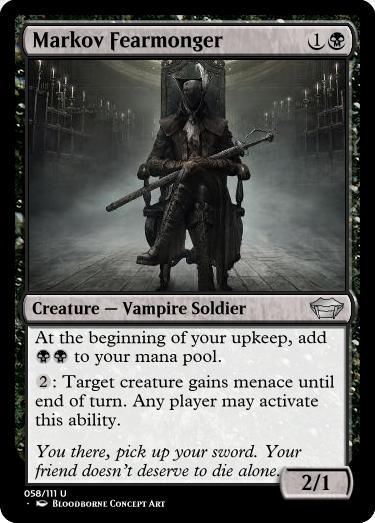 Markov Fearmonger 1
Creature — Vampire Soldier
At the beginning of your upkeep, add
to your mana pool.
2: Target creature gains menace until
end of turn. Any player may activate
this ability.
You there, pick up your sword. Your
friend doesn't deserve to die alone.
2/1
058/111 U
· Bloodborne Concept Art